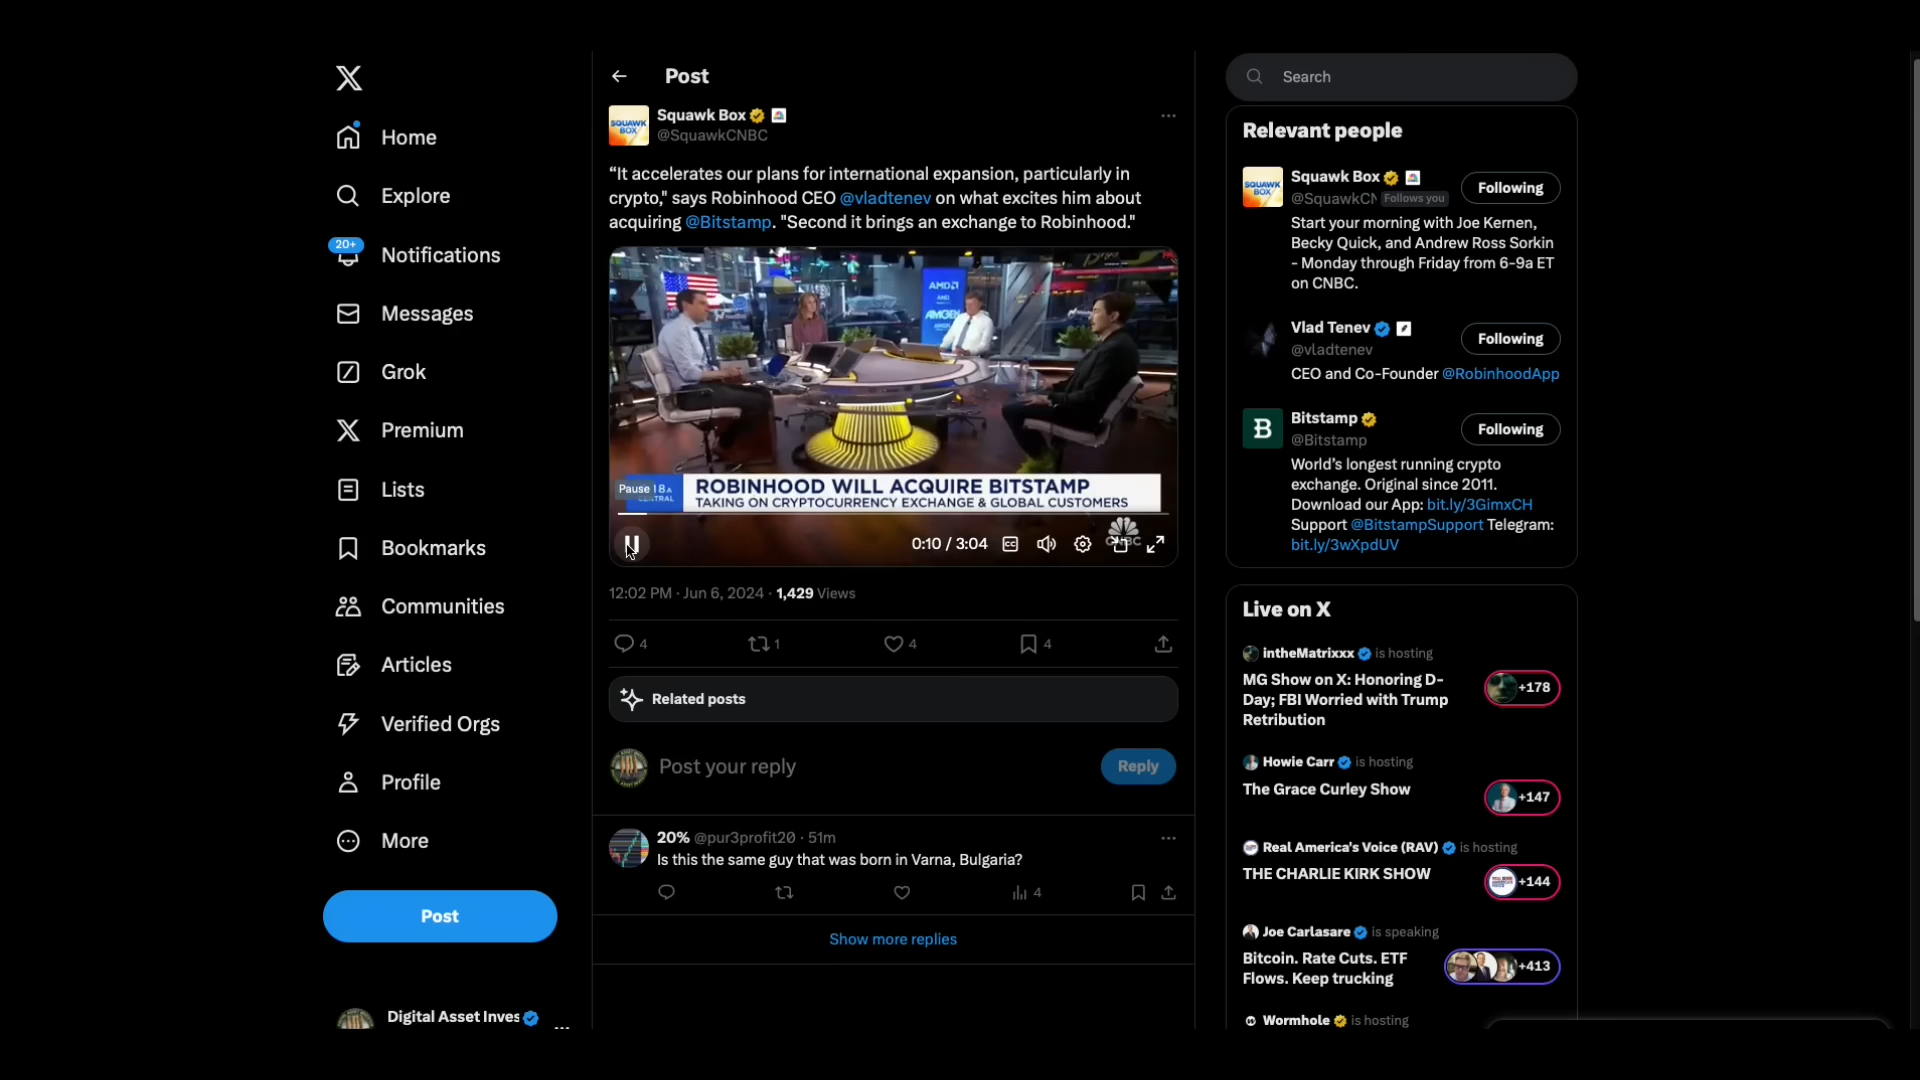 Home
Explore
20+
Notifications
Messages
Grok
Premium
Lists
Bookmarks
Communities
Articles
Verified Orgs
Profile
More
Post
Digital Asset Inves
Post
SQUAWK
BOX
Squawk Box
@SquawkCNBC
“It accelerates our plans for international expansion, particularly in
crypto," says Robinhood CEO @vladtenev on what excites him about
acquiring @Bitstamp. "Second it brings an exchange to Robinhood."
AMD
AMD
AMGEN
Pause
18A
ROBINHOOD WILL ACQUIRE BITSTAMP
TAKING ON CRYPTOCURRENCY EXCHANGE & GLOBAL CUSTOMERS
0:10 / 3:04
CC
CNBC
12:02 PM · Jun 6, 2024 · 1,429 Views
4
1
4
4
Related posts
Post your reply
Reply
20% @pur3profit20 · 51m
Is this the same guy that was born in Varna, Bulgaria?
4
Show more replies
Search
Relevant people
SQUAWK
BOX
Squawk Box
@SquawkCN Follows you
Following
Start your morning with Joe Kernen,
Becky Quick, and Andrew Ross Sorkin
- Monday through Friday from 6-9a ET
on CNBC.
Vlad Tenev
@vladtenev
Following
CEO and Co-Founder @RobinhoodApp
B
Bitstamp
@Bitstamp
Following
World’s longest running crypto
exchange. Original since 2011.
Download our App: bit.ly/3GimxCH
Support @BitstampSupport Telegram:
bit.ly/3wXpdUV
Live on X
intheMatrixxx is hosting
MG Show on X: Honoring D-
Day; FBI Worried with Trump
Retribution
+178
Howie Carr is hosting
The Grace Curley Show
+147
Real America's Voice (RAV) is hosting
THE CHARLIE KIRK SHOW
+144
Joe Carlasare is speaking
Bitcoin. Rate Cuts. ETF
Flows. Keep trucking
+413
Wormhole is hosting